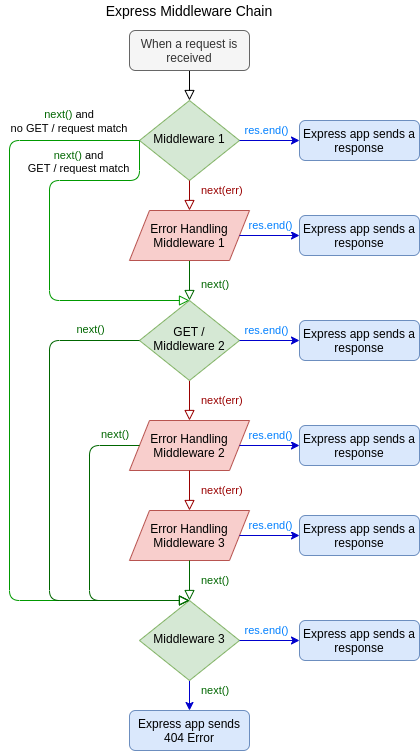 Express Middleware Chain
When a request is
received
next() and
no GET / request match
Middleware 1
res.end()
Express app sends a
response
next() and
GET / request match
next(err)
Error Handling
Middleware 1
res.end()
Express app sends a
response
next()
next()
GET /
Middleware 2
res.end()
Express app sends a
response
next(err)
next()
Error Handling
Middleware 2
res.end()
Express app sends a
response
next(err)
Error Handling
Middleware 3
res.end()
Express app sends a
response
next()
Middleware 3
res.end()
Express app sends a
response
next()
Express app sends
404 Error